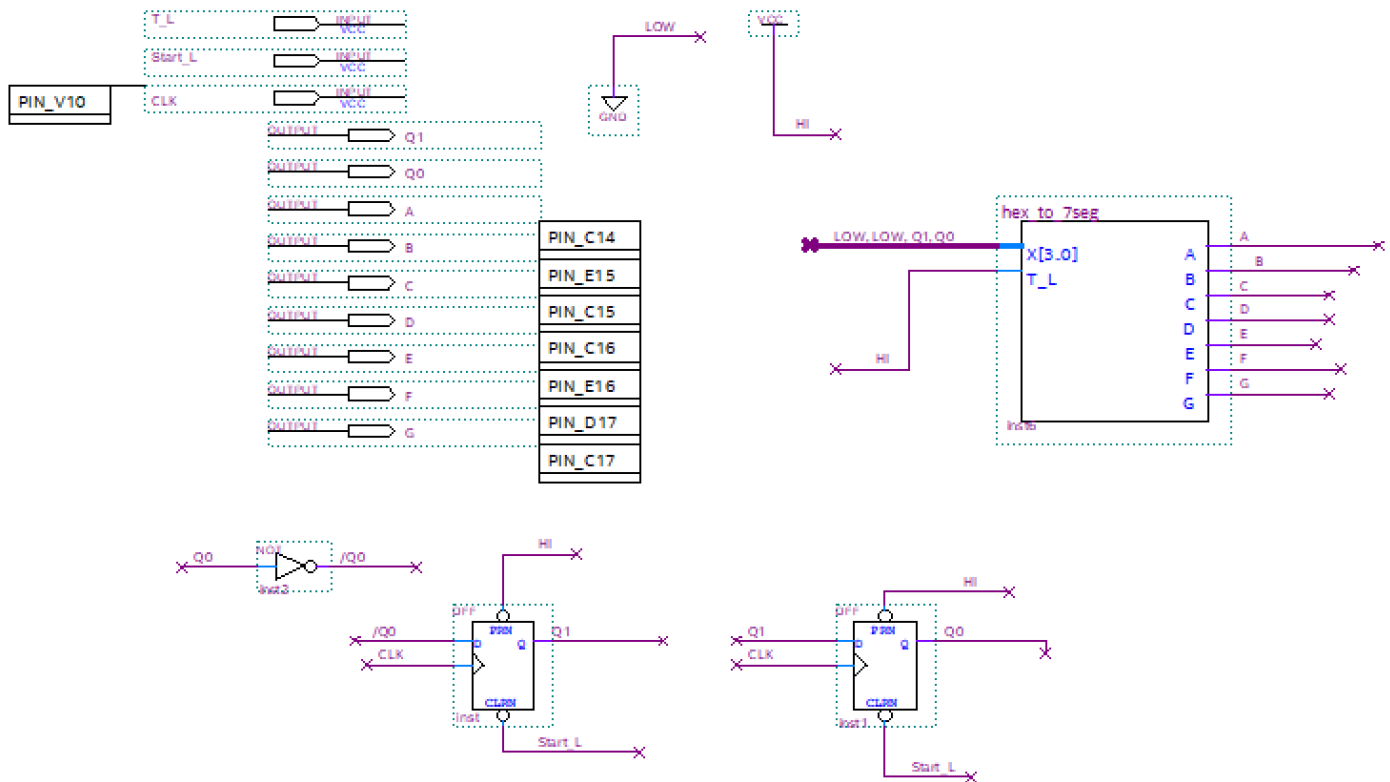 T_L
INPUT
VCC
Start_L
INPUT
VCC
PIN_V10
CLK
INPUT
VCC
OUTPUT
Q1
OUTPUT
Q0
OUTPUT
A
OUTPUT
B
OUTPUT
C
OUTPUT
D
OUTPUT
E
OUTPUT
F
OUTPUT
G
PIN_C14
PIN_E15
PIN_C15
PIN_C16
PIN_E16
PIN_D17
PIN_C17
LOW
GND
VCC
HI
hex_to_7seg
LOW, LOW, Q1,Q0
X[3..0]
T_L
HI
A
B
C
D
E
F
G
A
B
C
D
E
F
G
inst6
Q0
NOT
/Q0
inst3
HI
DFF
PRN
/Q0
D
Q
Q1
CLK
CLRN
inst
Start_L
HI
DFF
PRN
Q1
D
Q
Q0
CLK
CLRN
inst1
Start_L